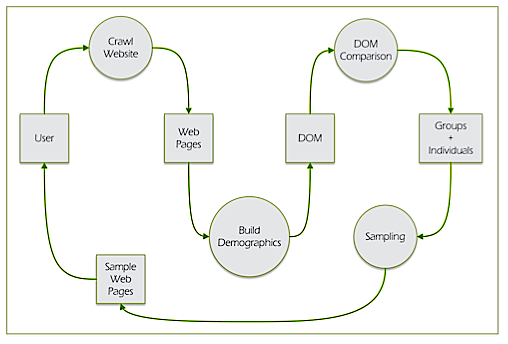 Crawl
Website
DOM
Comparison
User
Web
Pages
DOM
Groups
+
Individuals
Build
Demographics
Sampling
Sample
Web
Pages